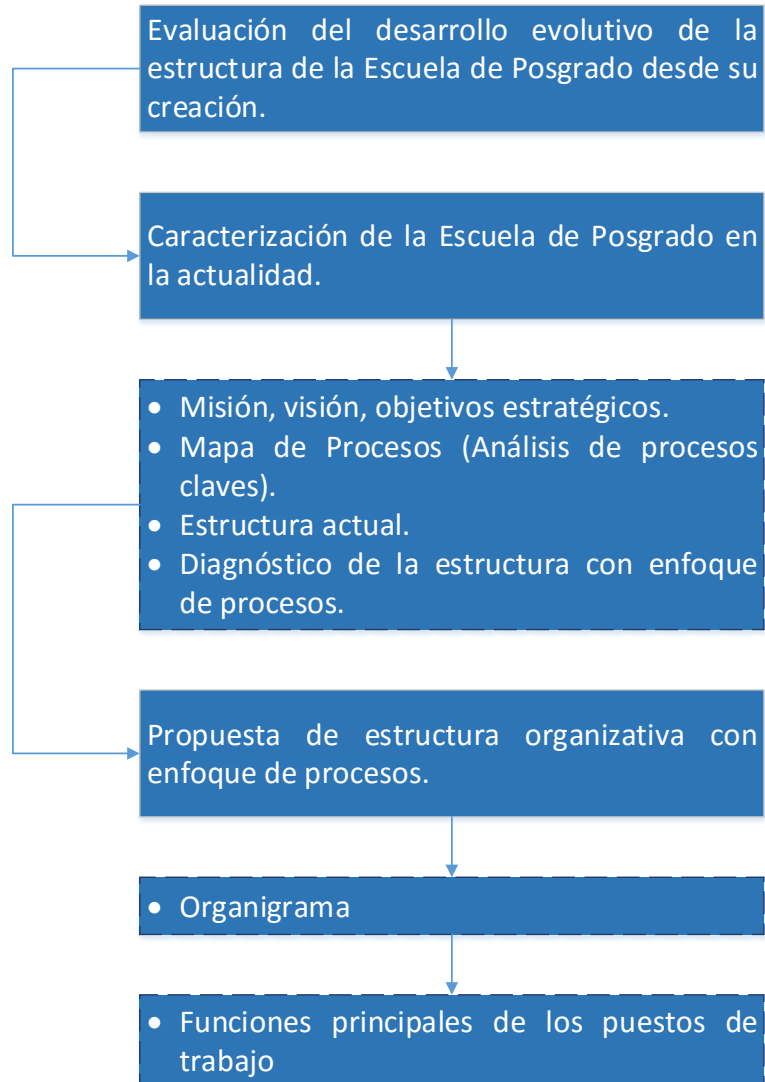 Evaluación del desarrollo evolutivo de la
estructura de la Escuela de Posgrado desde su
creación.
Caracterización de la Escuela de Posgrado en
la actualidad.
• Misión, visión, objetivos estratégicos.
• Mapa de Procesos (Análisis de procesos
claves).
• Estructura actual.
• Diagnóstico de la estructura con enfoque
de procesos.
Propuesta de estructura organizativa con
enfoque de procesos.
• Organigrama
• Funciones principales de los puestos de
trabajo